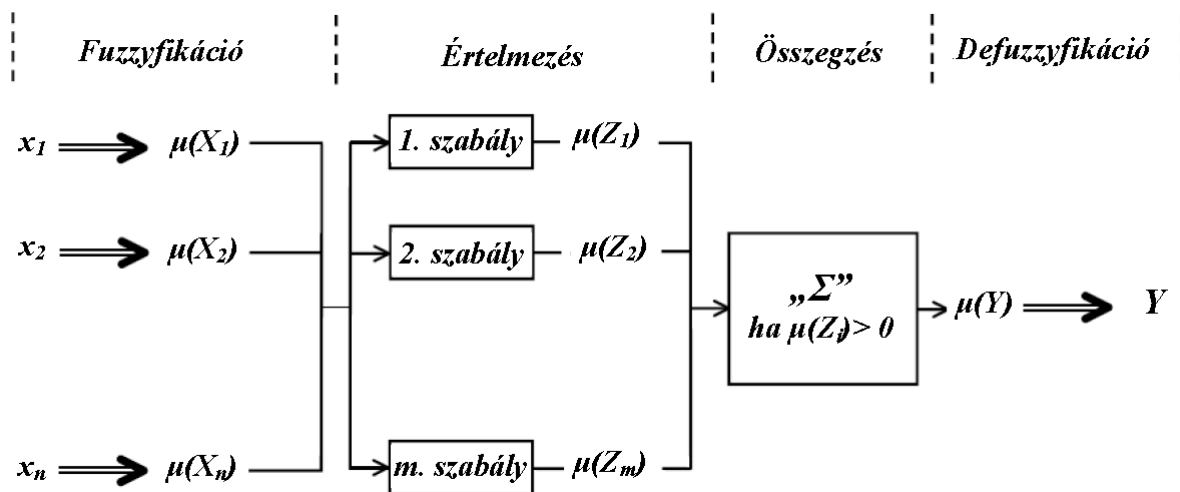 Fuzzyfikáció Értelmezés Összegzés Defuzzyfikáció
x₁ μ(X₁) 1. szabály μ(Z₁)
x₂ μ(X₂) 2. szabály μ(Z₂)
„Σ”
ha μ(Zᵢ)> 0 μ(Y) Y
xₙ μ(Xₙ) m. szabály μ(Zₘ)